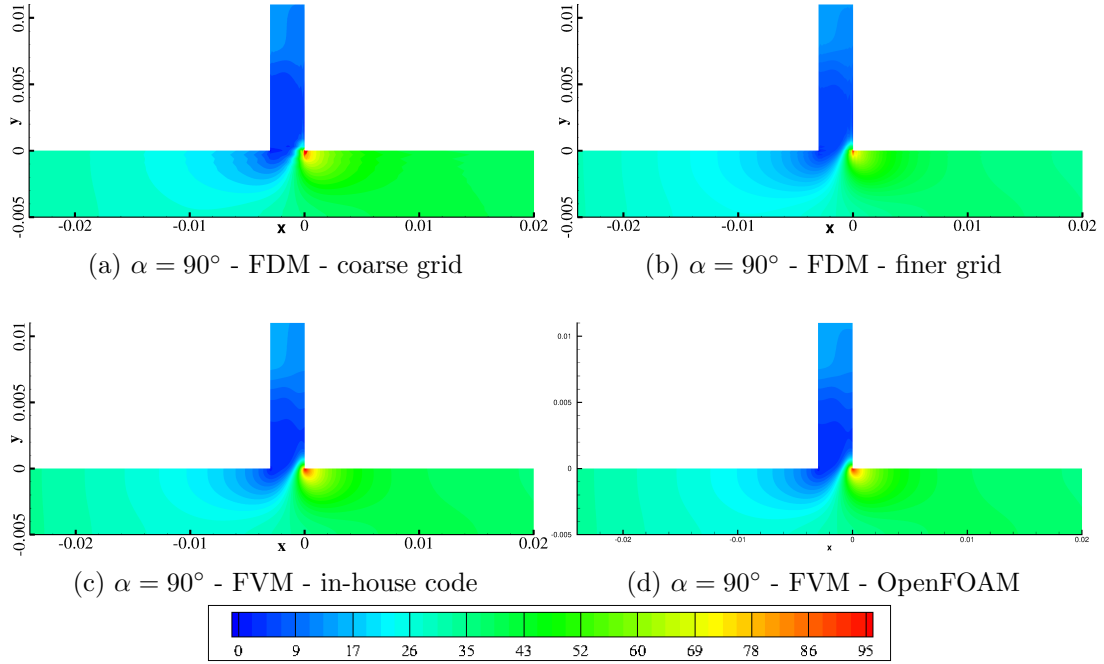 0.01
0.01
0.005
0.005
y
y
0
0
-0.005
-0.005
-0.02 -0.01 x 0 0.01 0.02
-0.02 -0.01 x 0 0.01 0.02
(a) α = 90° - FDM - coarse grid
(b) α = 90° - FDM - finer grid
0.01
0.01
0.005
0.005
y
0
0
-0.005
-0.005
-0.02 -0.01 x 0 0.01 0.02
-0.02 -0.01 x 0 0.01 0.02
(c) α = 90° - FVM - in-house code
(d) α = 90° - FVM - OpenFOAM
0 9 17 26 35 43 52 60 69 78 86 95